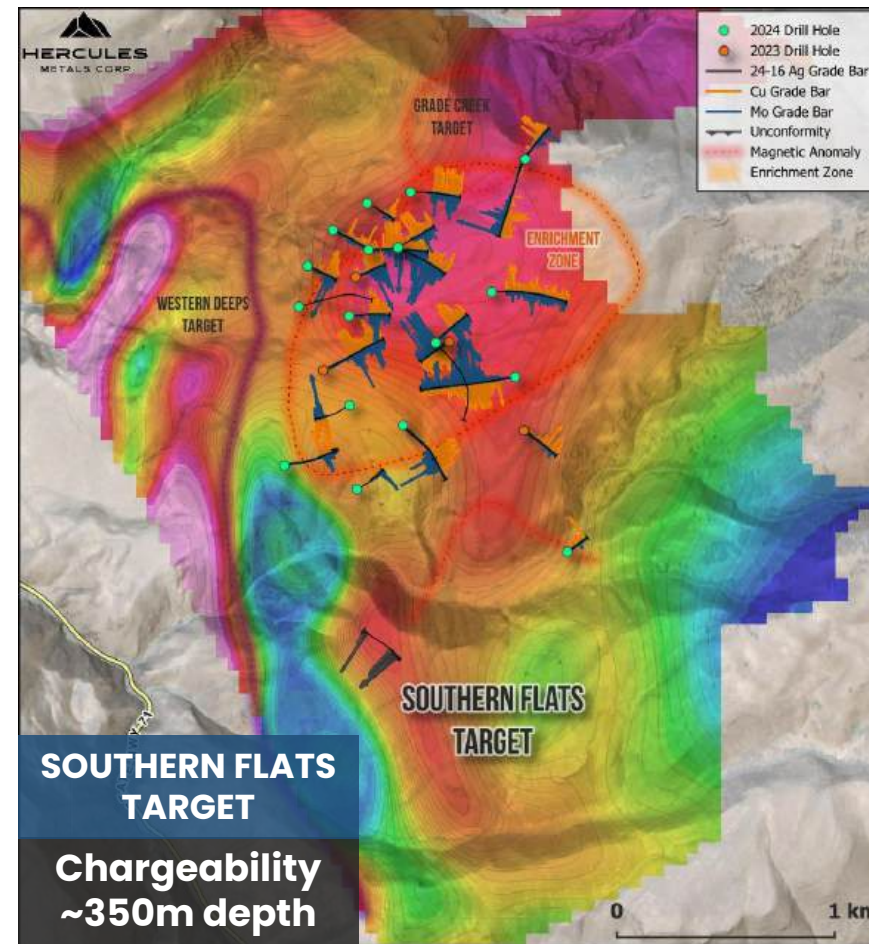 HERCULES
METALS CORP.
2024 Drill Hole
2023 Drill Hole
24-16 Ag Grade Bar
Cu Grade Bar
Mo Grade Bar
Unconformity
Magnetic Anomaly
Enrichment Zone
GRADE CREEK
TARGET
ENRICHMENT
ZONE
WESTERN DEEPS
TARGET
SOUTHERN FLATS
TARGET
SOUTHERN FLATS
TARGET
Chargeability
~350m depth
0 1 km